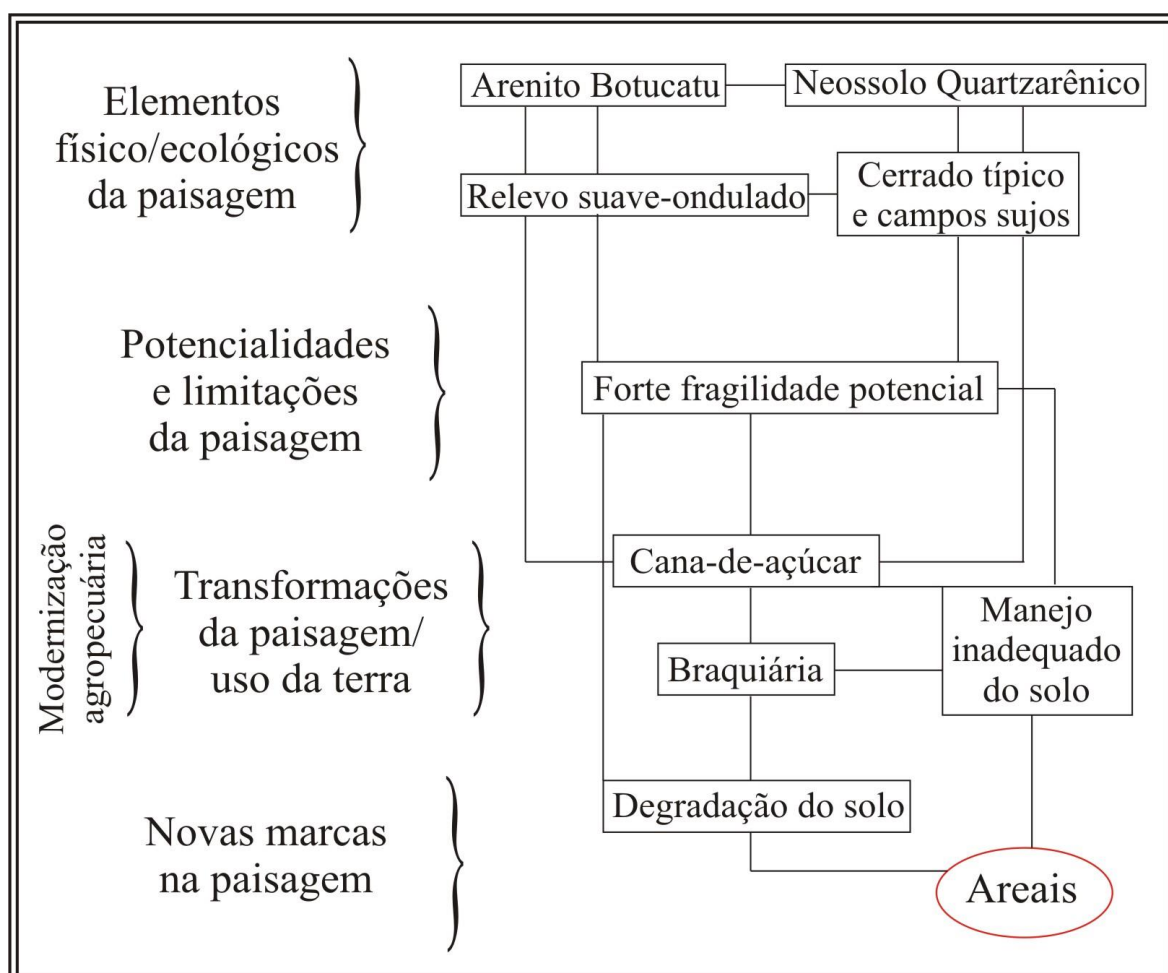 Elementos
físico/ecológicos
da paisagem
Arenito Botucatu
Neossolo Quartzarênico
Relevo suave-ondulado
Cerrado típico
e campos sujos
Potencialidades
e limitações
da paisagem
Forte fragilidade potencial
Modernização
agropecuária
Transformações
da paisagem/
uso da terra
Cana-de-açúcar
Braquiária
Manejo
inadequado
do solo
Novas marcas
na paisagem
Degradação do solo
Areais